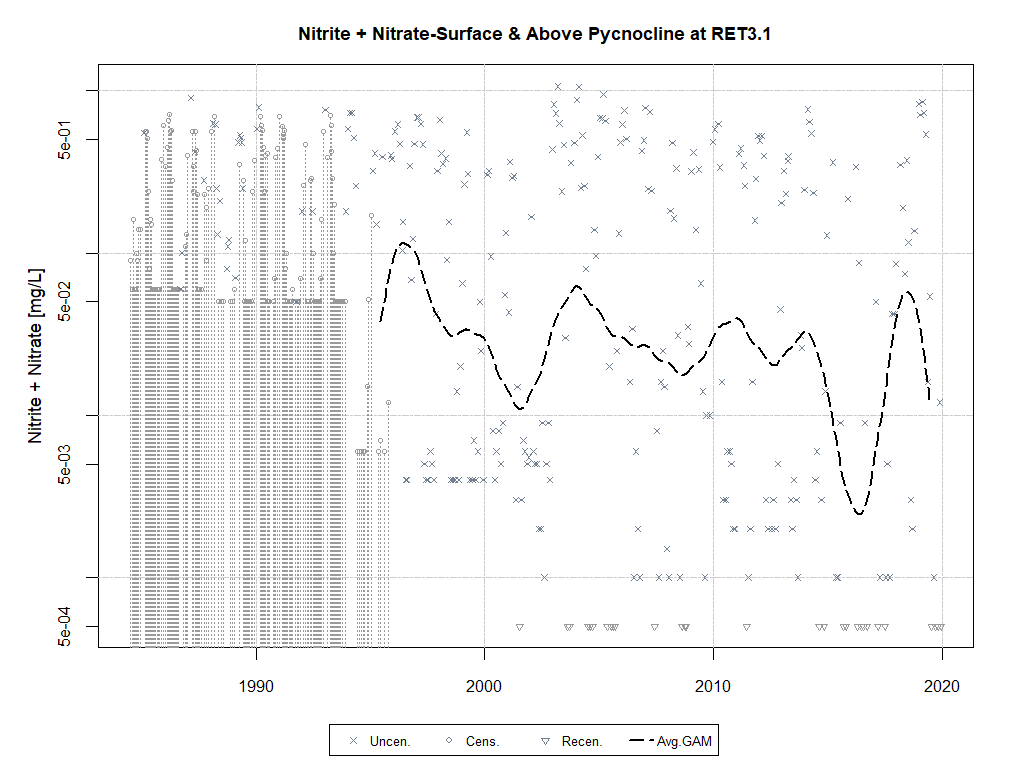 Nitrite + Nitrate-Surface & Above Pycnocline at RET3.1
Nitrite + Nitrate [mg/L]
5e-01
5e-02
5e-03
5e-04
1990 2000 2010 2020
Uncen. Cens. Recen. Avg.GAM